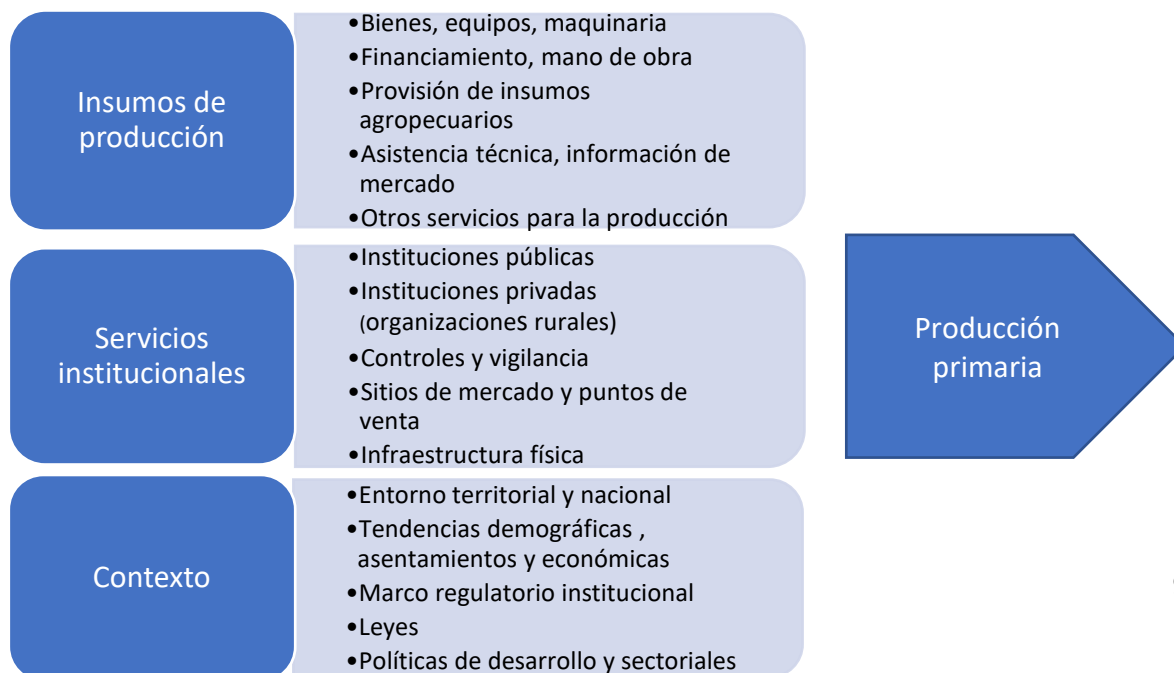 Insumos de
producción
•Bienes, equipos, maquinaria
•Financiamiento, mano de obra
•Provisión de insumos
agropecuarios
•Asistencia técnica, información de
mercado
•Otros servicios para la producción
Servicios
institucionales
•Instituciones públicas
•Instituciones privadas
(organizaciones rurales)
•Controles y vigilancia
•Sitios de mercado y puntos de
venta
•Infraestructura física
Contexto
•Entorno territorial y nacional
•Tendencias demográficas ,
asentamientos y económicas
•Marco regulatorio institucional
•Leyes
•Políticas de desarrollo y sectoriales
Producción
primaria